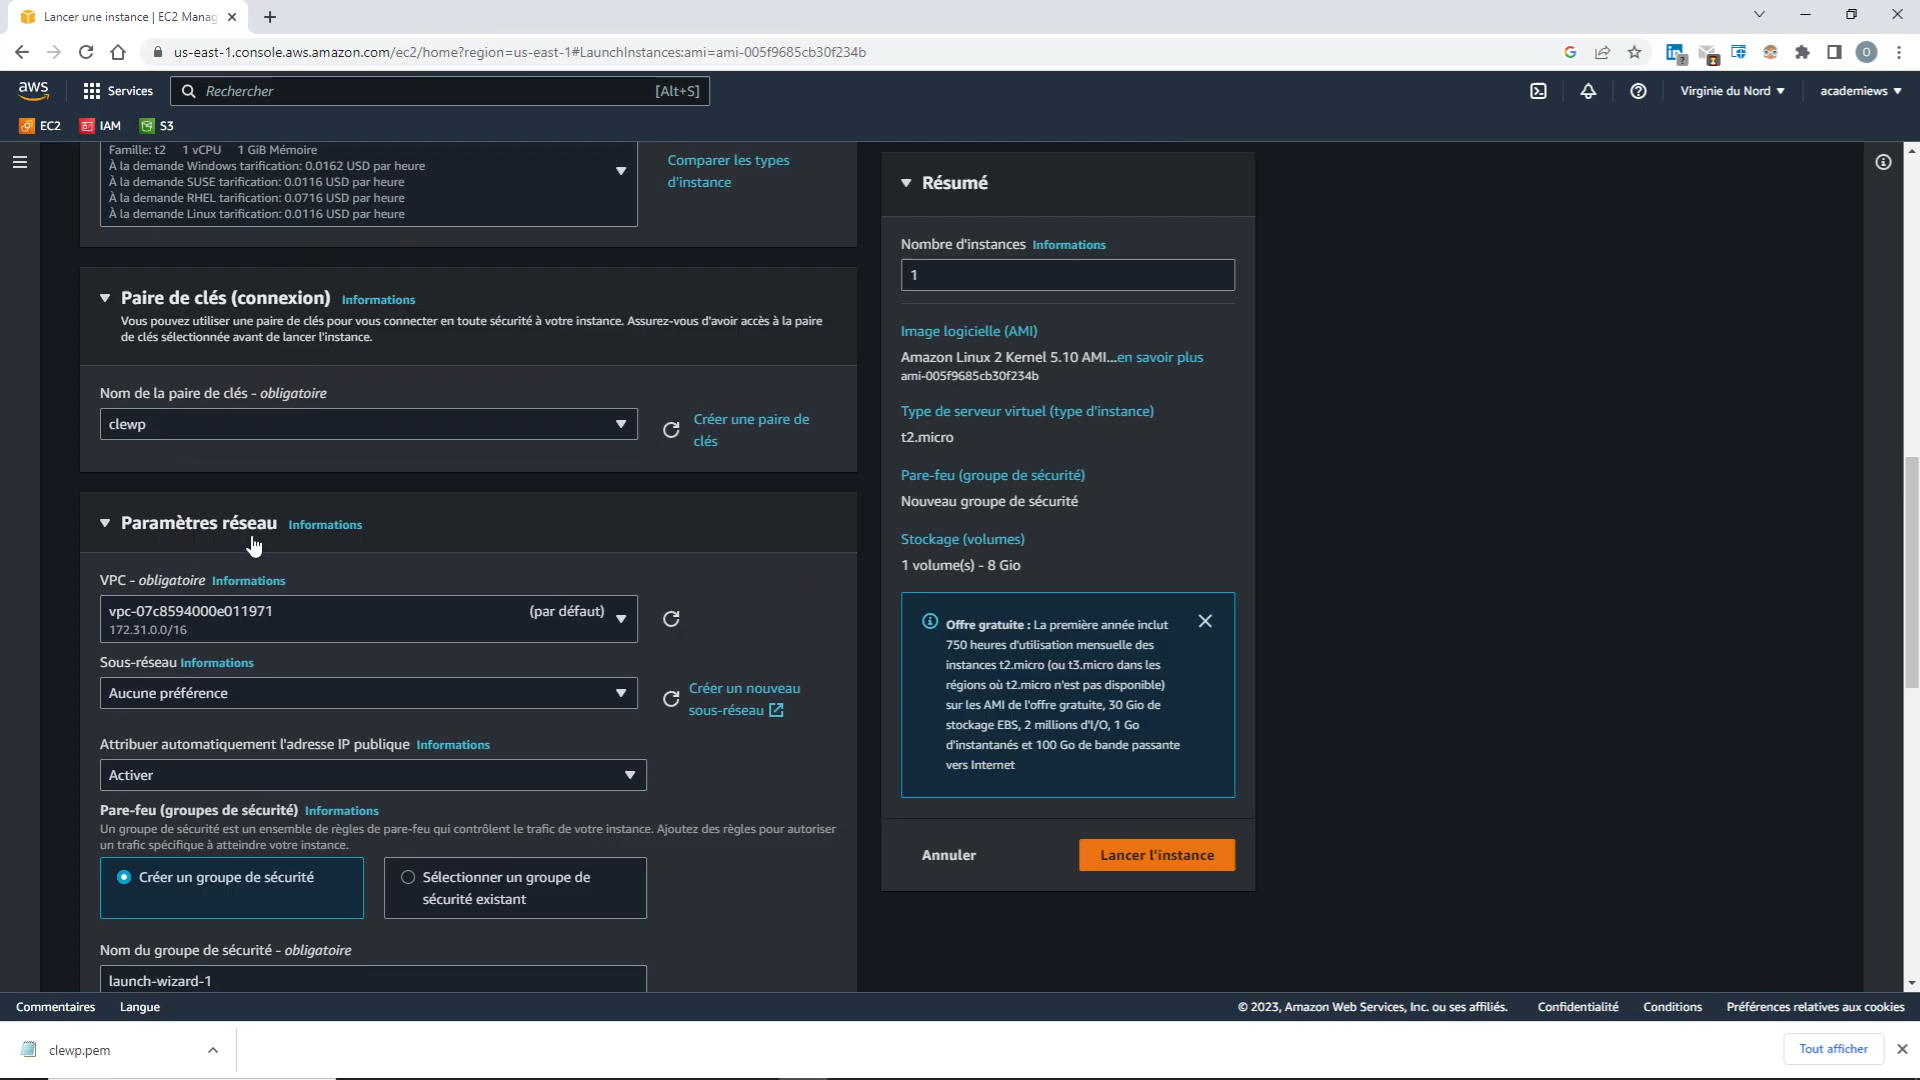 Lancer une instance | EC2 Manag
us-east-1.console.aws.amazon.com/ec2/home?region=us-east-1#LaunchInstances:ami=ami-005f9685cb30f234b
aws
Services
Rechercher
[Alt+S]
Virginie du Nord
academiews
EC2
IAM
S3
Famille: t2 1 vCPU 1 GiB Mémoire
À la demande Windows tarification: 0.0162 USD par heure
À la demande SUSE tarification: 0.0116 USD par heure
À la demande RHEL tarification: 0.0716 USD par heure
À la demande Linux tarification: 0.0116 USD par heure
Comparer les types
d'instance
Paire de clés (connexion) Informations
Vous pouvez utiliser une paire de clés pour vous connecter en toute sécurité à votre instance. Assurez-vous d'avoir accès à la paire
de clés sélectionnée avant de lancer l'instance.
Nom de la paire de clés - obligatoire
clewp
Créer une paire de
clés
Paramètres réseau Informations
VPC - obligatoire Informations
vpc-07c8594000e011971 (par défaut)
172.31.0.0/16
Sous-réseau Informations
Aucune préférence
Créer un nouveau
sous-réseau
Attribuer automatiquement l'adresse IP publique Informations
Activer
Pare-feu (groupes de sécurité) Informations
Un groupe de sécurité est un ensemble de règles de pare-feu qui contrôlent le trafic de votre instance. Ajoutez des règles pour autoriser
un trafic spécifique à atteindre votre instance.
Créer un groupe de sécurité
Sélectionner un groupe de
sécurité existant
Nom du groupe de sécurité - obligatoire
launch-wizard-1
Résumé
Nombre d'instances Informations
1
Image logicielle (AMI)
Amazon Linux 2 Kernel 5.10 AMI...en savoir plus
ami-005f9685cb30f234b
Type de serveur virtuel (type d'instance)
t2.micro
Pare-feu (groupe de sécurité)
Nouveau groupe de sécurité
Stockage (volumes)
1 volume(s) - 8 Gio
Offre gratuite : La première année inclut
750 heures d'utilisation mensuelle des
instances t2.micro (ou t3.micro dans les
régions où t2.micro n'est pas disponible)
sur les AMI de l'offre gratuite, 30 Gio de
stockage EBS, 2 millions d'I/O, 1 Go
d'instantanés et 100 Go de bande passante
vers Internet
Annuler
Lancer l'instance
Commentaires
Langue
© 2023, Amazon Web Services, Inc. ou ses affiliés.
Confidentialité
Conditions
Préférences relatives aux cookies
clewp.pem
Tout afficher